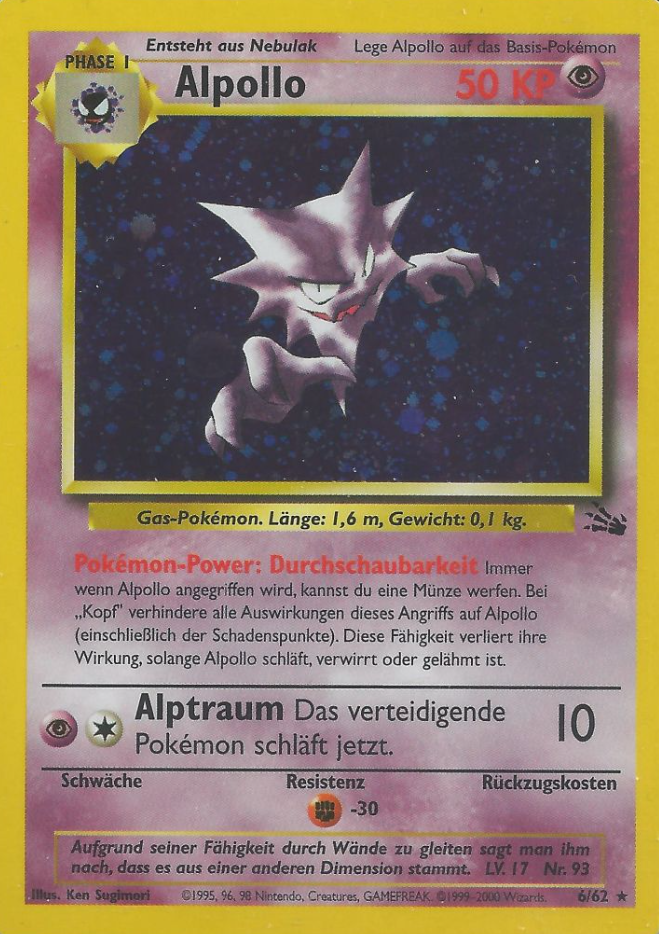 Entsteht aus Nebulak Lege Alpollo auf das Basis-Pokémon
PHASE 1
Alpollo 50 KP
Gas-Pokémon. Länge: 1,6 m, Gewicht: 0,1 kg.
Pokémon-Power: Durchschaubarkeit Immer
wenn Alpollo angegriffen wird, kannst du eine Münze werfen. Bei
„Kopf" verhindere alle Auswirkungen dieses Angriffs auf Alpollo
(einschließlich der Schadenspunkte). Diese Fähigkeit verliert ihre
Wirkung, solange Alpollo schläft, verwirrt oder gelähmt ist.
Alptraum Das verteidigende 10
Pokémon schläft jetzt.
Schwäche Resistenz Rückzugskosten
-30
Aufgrund seiner Fähigkeit durch Wände zu gleiten sagt man ihm
nach, dass es aus einer anderen Dimension stammt. LV. 17 Nr. 93
Illus. Ken Sugimori ©1995, 96, 98 Nintendo, Creatures, GAMEFREAK. ©1999-2000 Wizards. 6/62 ★